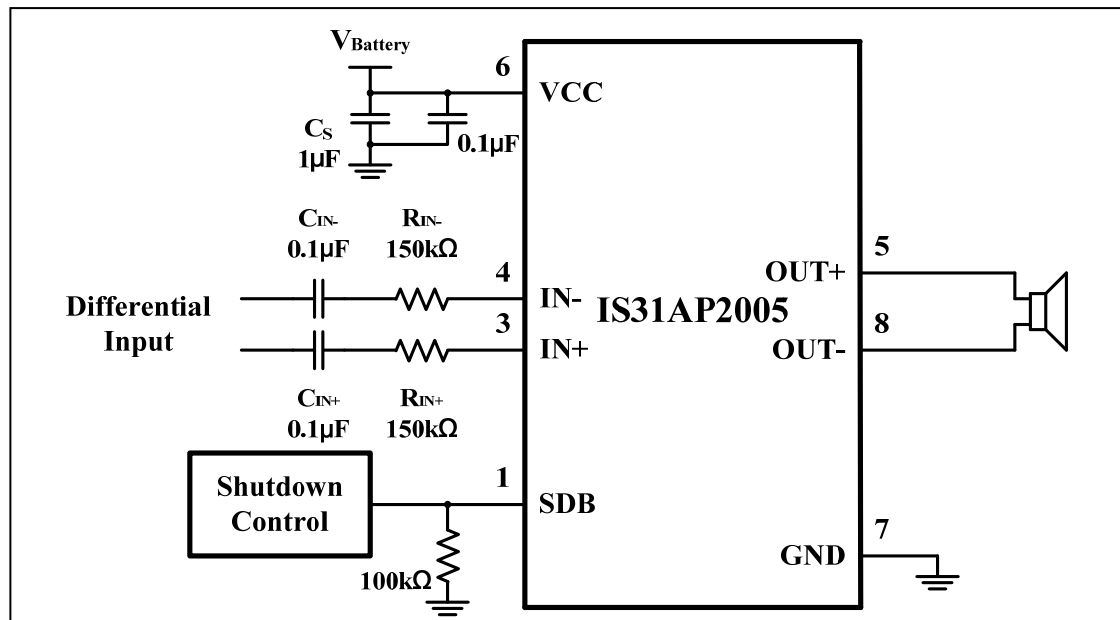 VBattery
6
VCC
CS
1µF
0.1µF
CIN-
0.1µF
RIN-
150kΩ
4
IN-
Differential
Input
3
IN+
CIN+
0.1µF
RIN+
150kΩ
IS31AP2005
OUT+
5
OUT-
8
Shutdown
Control
1
SDB
100kΩ
GND
7